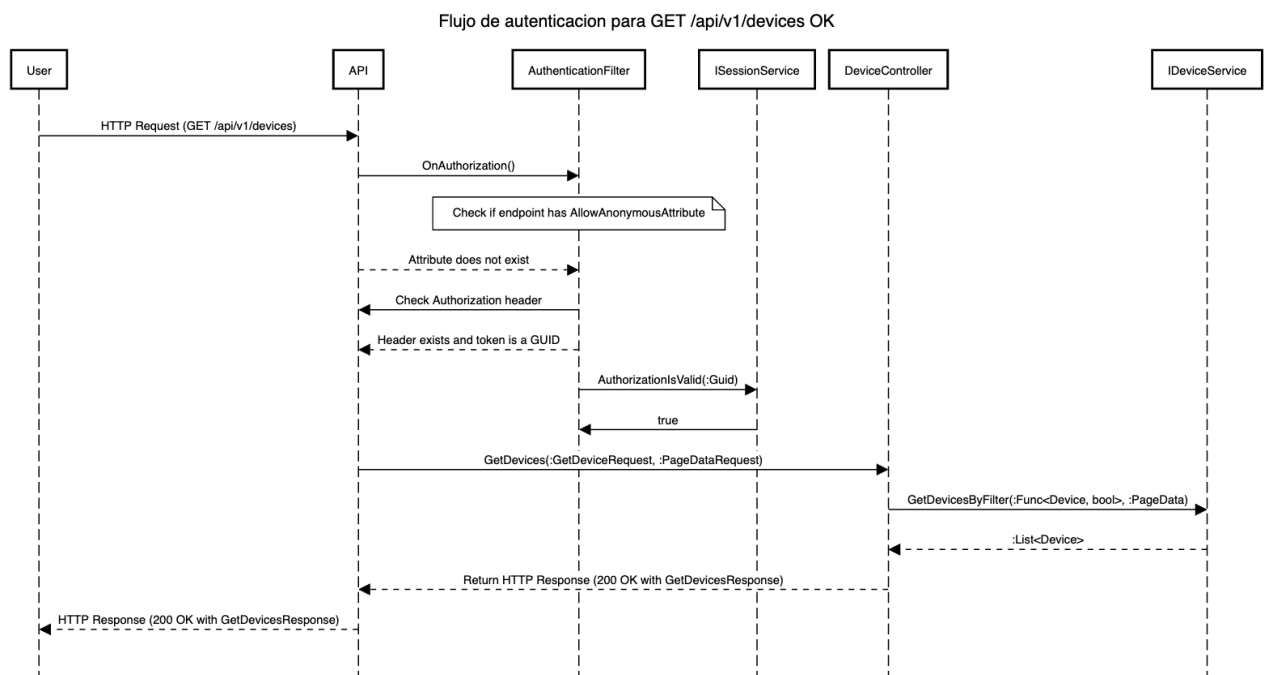 Flujo de autenticacion para GET /api/v1/devices OK
User
API
AuthenticationFilter
ISessionService
DeviceController
IDeviceService
HTTP Request (GET /api/v1/devices)
OnAuthorization()
Check if endpoint has AllowAnonymousAttribute
Attribute does not exist
Check Authorization header
Header exists and token is a GUID
AuthorizationIsValid(:Guid)
true
GetDevices(:GetDeviceRequest, :PageDataRequest)
GetDevicesByFilter(:Func<Device, bool>, :PageData)
:List<Device>
Return HTTP Response (200 OK with GetDevicesResponse)
HTTP Response (200 OK with GetDevicesResponse)